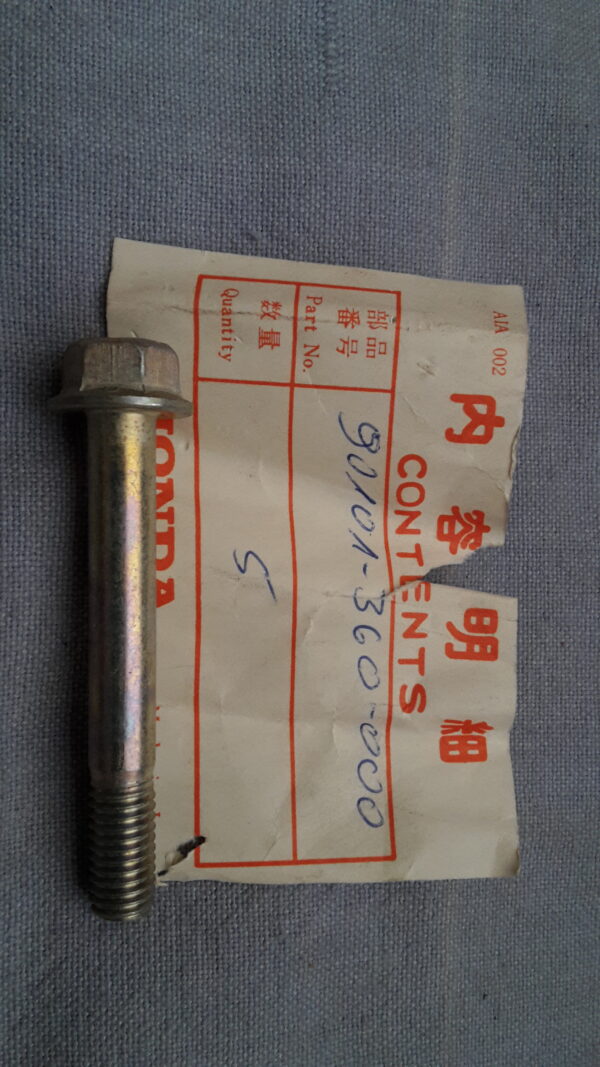 AIA 002
内容明細
CONTENTS
部品番号
Part No.
90101-360-000
数量
Quantity
5
HONDA